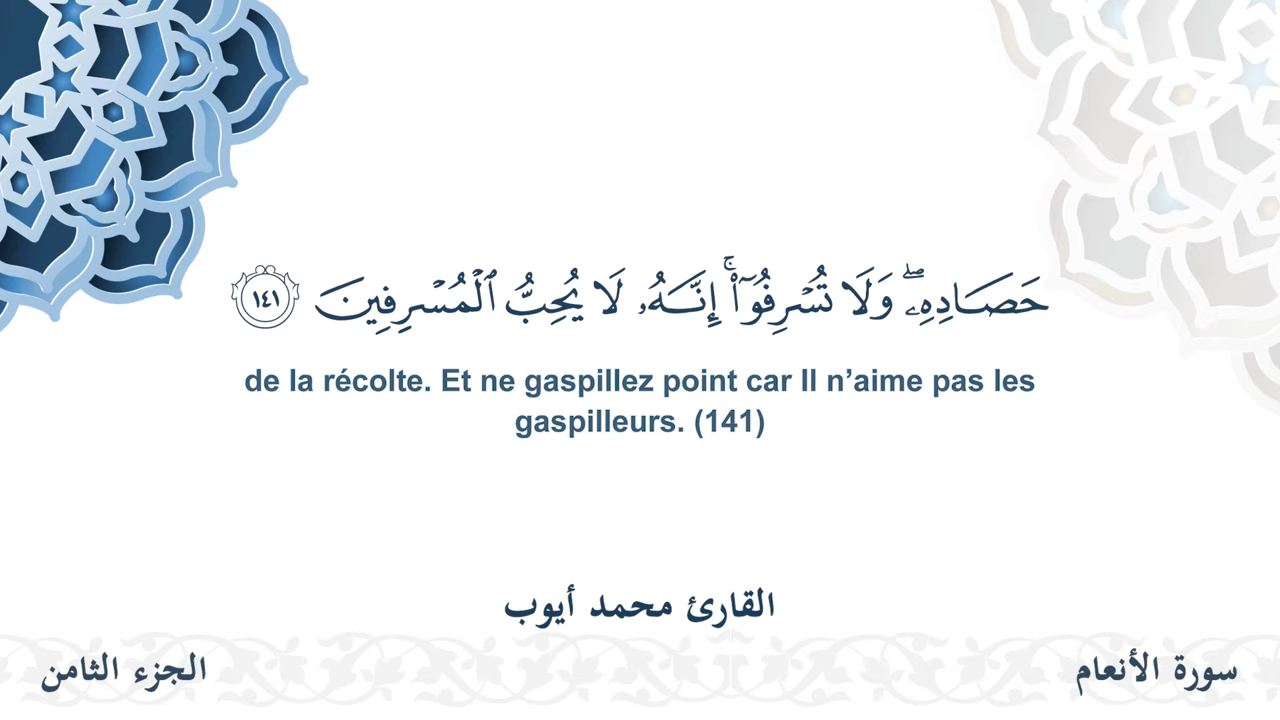 حَصَادِهِۦۖ وَلَا تُسۡرِفُوٓاْۚ إِنَّهُۥ لَا يُحِبُّ ٱلۡمُسۡرِفِينَ ١٤١
de la récolte. Et ne gaspillez point car Il n’aime pas les
gaspilleurs. (141)
القارئ محمد أيوب
سورة الأنعام
الجزء الثامن